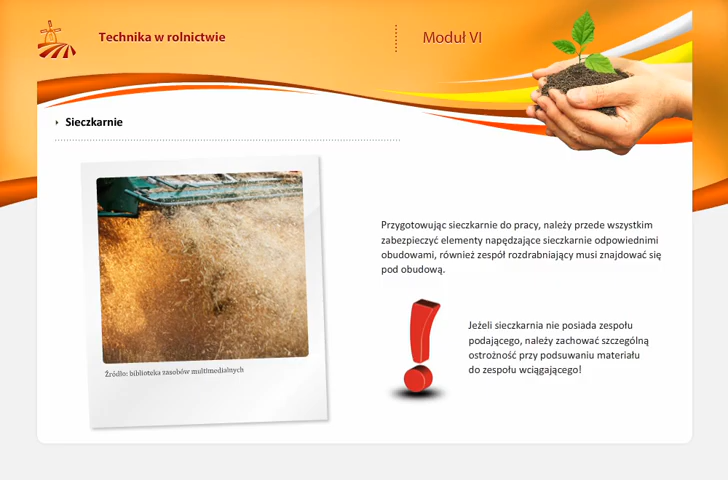 Technika w rolnictwie
Moduł VI
Sieczkarnie
Przygotowując sieczkarnie do pracy, należy przede wszystkim
zabezpieczyć elementy napędzające sieczkarnie odpowiednimi
obudowami, również zespół rozdrabniający musi znajdować się
pod obudową.
Jeżeli sieczkarnia nie posiada zespołu
podającego, należy zachować szczególną
ostrożność przy podsuwaniu materiału
do zespołu wciągającego!
Źródło: biblioteka zasobów multimedialnych